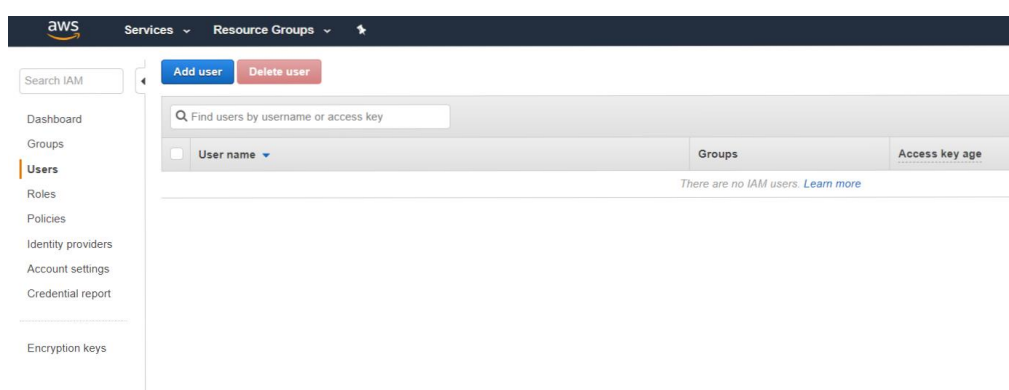 aws Services Resource Groups
Search IAM
Add user Delete user
Find users by username or access key
User name Groups Access key age
There are no IAM users. Learn more
Dashboard
Groups
Users
Roles
Policies
Identity providers
Account settings
Credential report
Encryption keys